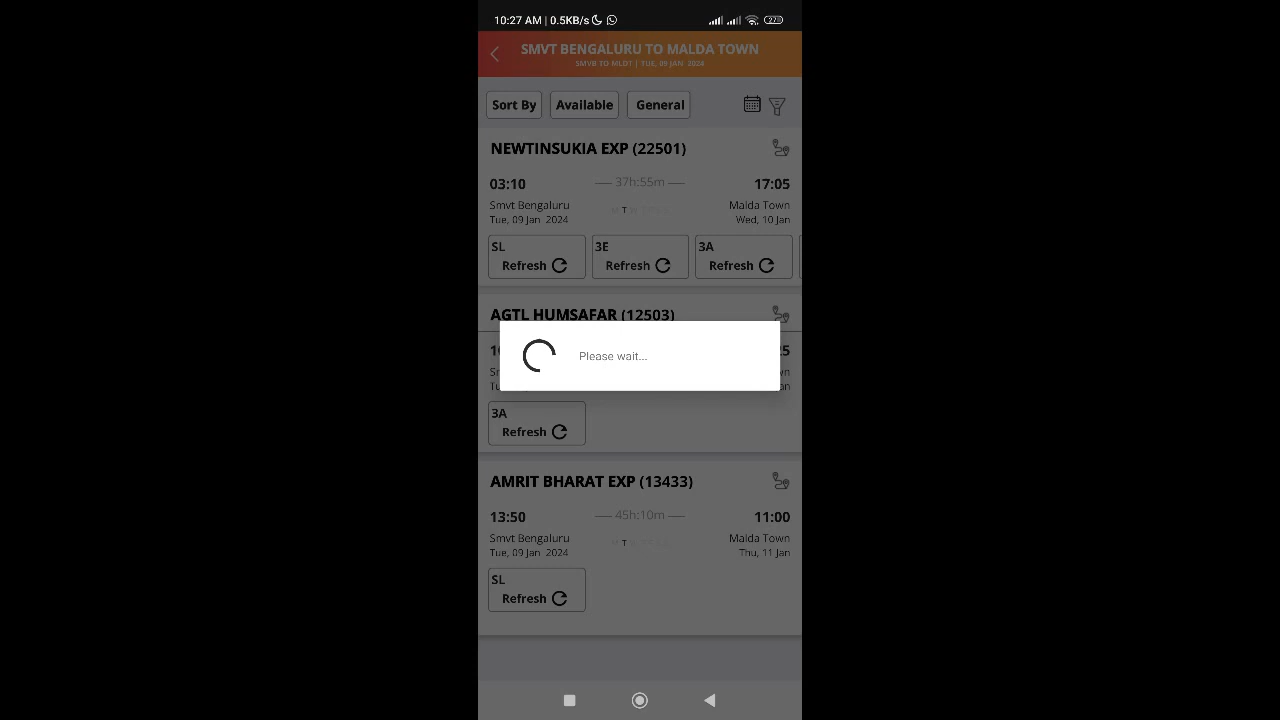 10:27 AM | 0.5KB/s
27
SMVT BENGALURU TO MALDA TOWN
SMVB TO MLDT | TUE, 09 JAN 2024
Sort By Available General
NEWTINSUKIA EXP (22501)
03:10 37h:55m 17:05
Smvt Bengaluru Malda Town
Tue, 09 Jan 2024 Wed, 10 Jan
SL 3E 3A
Refresh Refresh Refresh
AGTL HUMSAFAR (12503)
Please wait...
3A
Refresh
AMRIT BHARAT EXP (13433)
13:50 45h:10m 11:00
Smvt Bengaluru Malda Town
Tue, 09 Jan 2024 Thu, 11 Jan
SL
Refresh